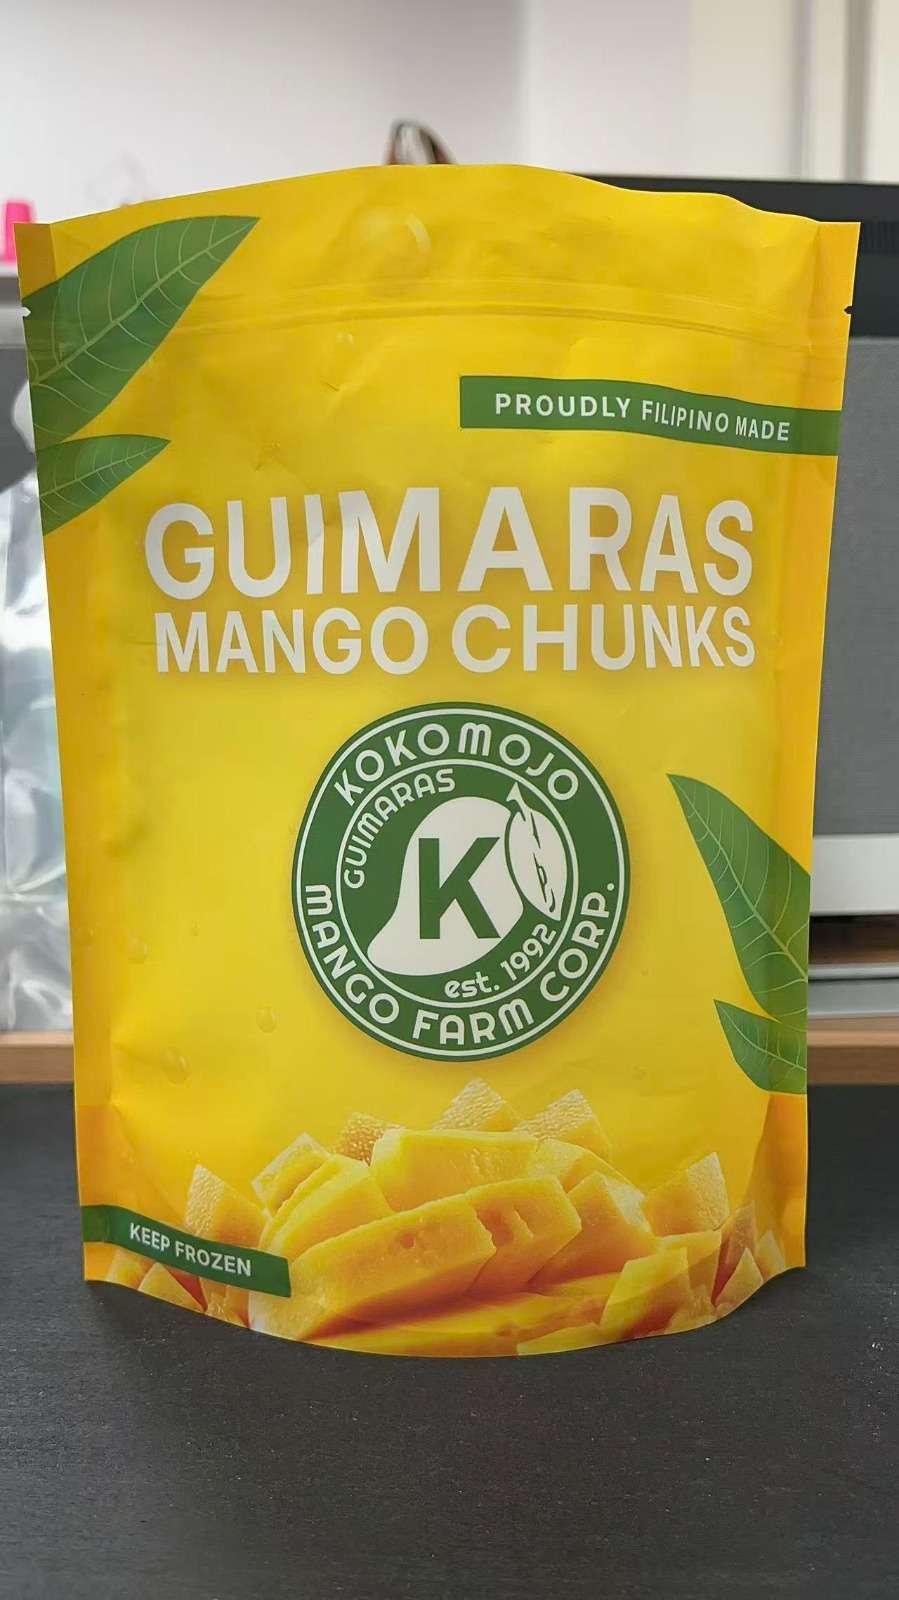 PROUDLY FILIPINO MADE
GUIMARAS
MANGO CHUNKS
KOKOMOJO
GUIMARAS
K
est. 1992
MANGO FARM CORP.
KEEP FROZEN